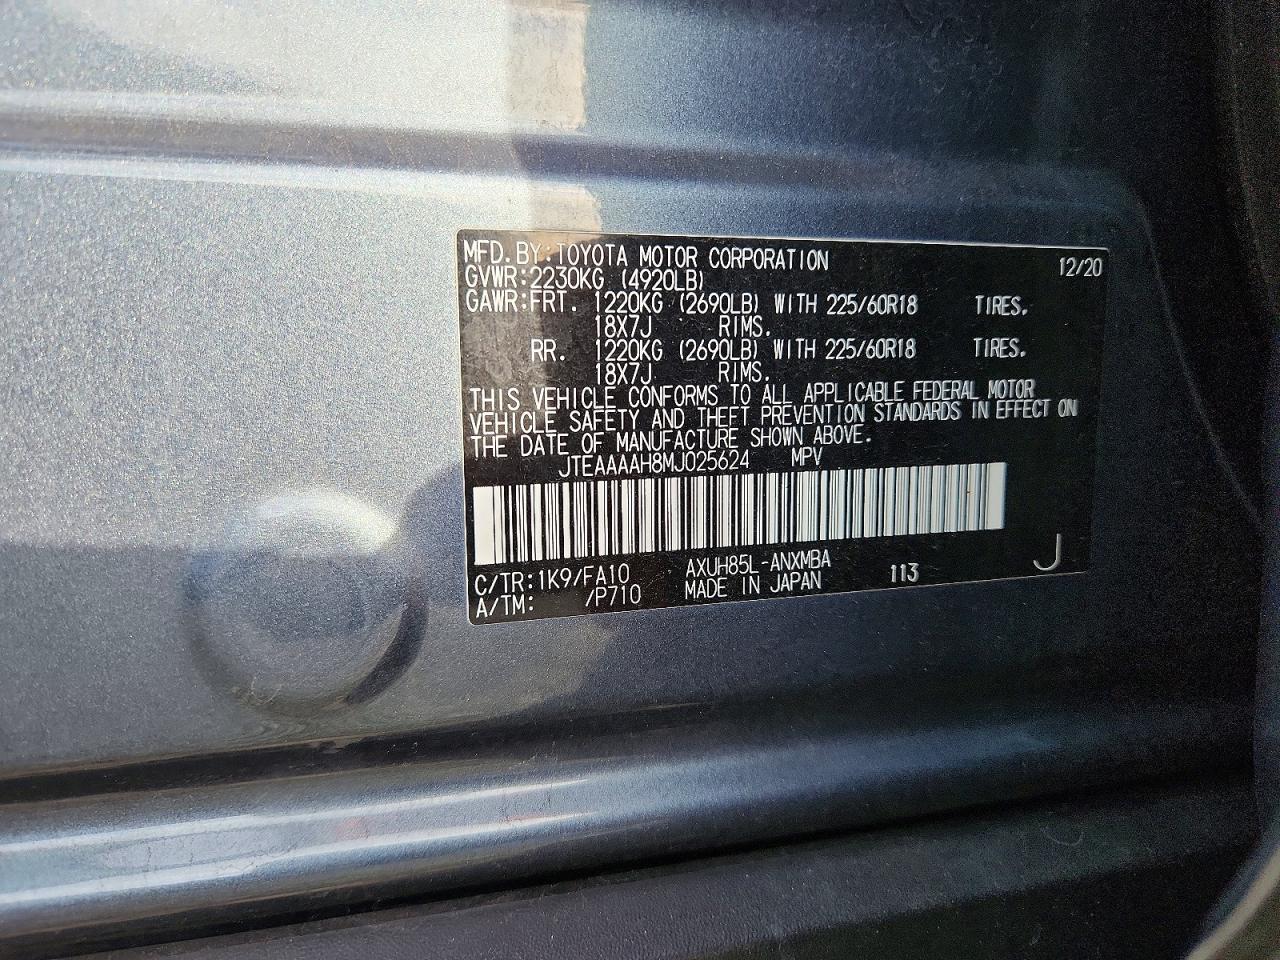 MFD. BY: TOYOTA MOTOR CORPORATION 12/20
GVWR: 2230KG (4920LB)
GAWR: FRT. 1220KG (2690LB) WITH 225/60R18 TIRES.
18X7J RIMS.
RR. 1220KG (2690LB) WITH 225/60R18 TIRES.
18X7J RIMS.
THIS VEHICLE CONFORMS TO ALL APPLICABLE FEDERAL MOTOR
VEHICLE SAFETY AND THEFT PREVENTION STANDARDS IN EFFECT ON
THE DATE OF MANUFACTURE SHOWN ABOVE.
JTEAAAAH8MJ025624 MPV
C/TR: 1K9/FA10 AXUH85L-ANXMBA
A/TM: /P710 MADE IN JAPAN 113 J